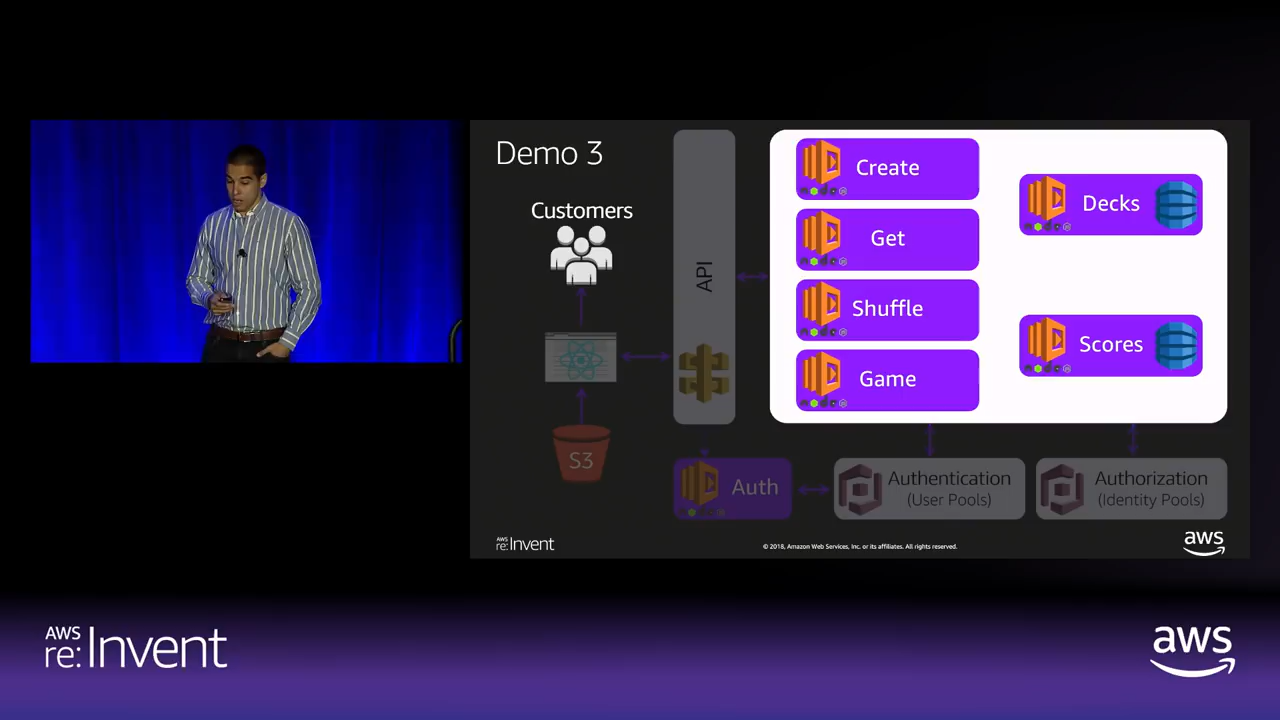 Demo 3
Customers
S3
API
Create
Get
Shuffle
Game
Decks
Scores
Auth
Authentication
(User Pools)
Authorization
(Identity Pools)
AWS
re:Invent
© 2018, Amazon Web Services, Inc. or its affiliates. All rights reserved.
aws
AWS
re:Invent
aws